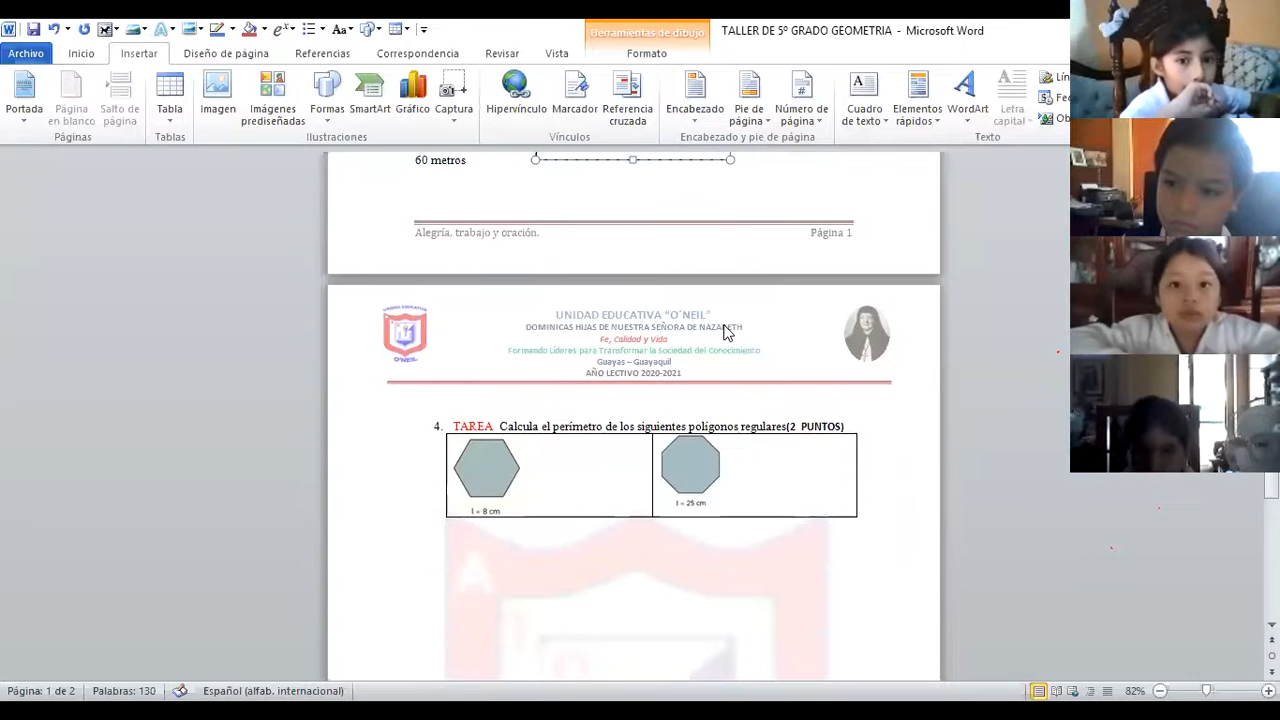 Herramientas de dibujo
TALLER DE 5º GRADO GEOMETRIA - Microsoft Word
Archivo Inicio Insertar Diseño de página Referencias Correspondencia Revisar Vista Formato
Portada
Página en blanco
Salto de página
Tabla
Imagen
Imágenes prediseñadas
Formas
SmartArt
Gráfico
Captura
Hipervínculo
Marcador
Referencia cruzada
Encabezado
Pie de página
Número de página
Cuadro de texto
Elementos rápidos
WordArt
Letra capital
Páginas Tablas Ilustraciones Vínculos Encabezado y pie de página Texto
60 metros
Alegría, trabajo y oración. Página 1
UNIDAD EDUCATIVA “O´NEIL”
DOMINICAS HIJAS DE NUESTRA SEÑORA DE NAZARETH
Fe, Calidad y Vida
Formando Líderes para Transformar la Sociedad del Conocimiento
Guayas – Guayaquil
AÑO LECTIVO 2020-2021
O'NEIL
4. TAREA Calcula el perímetro de los siguientes polígonos regulares(2 PUNTOS)
l = 8 cm
l = 25 cm
Página: 1 de 2 Palabras: 130 Español (alfab. internacional) 82%